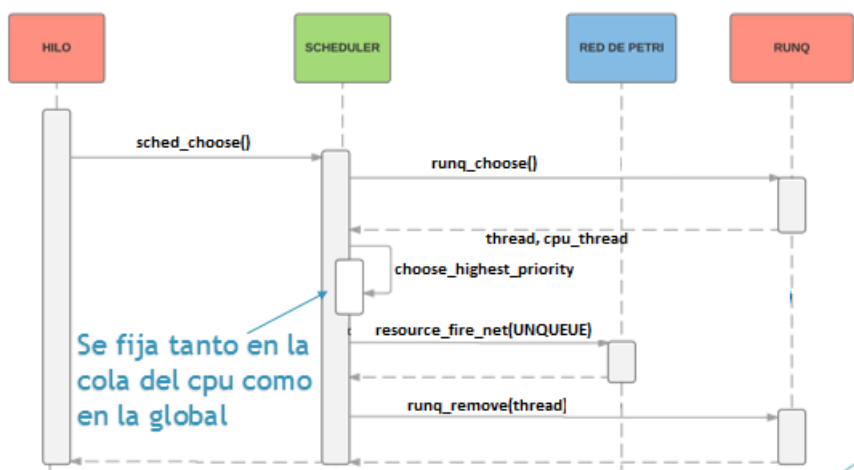 HILO
SCHEDULER
RED DE PETRI
RUNQ
sched_choose()
runq_choose()
thread, cpu_thread
choose_highest_priority
resource_fire_net(UNQUEUE)
Se fija tanto en la
cola del cpu como
en la global
runq_remove(thread)